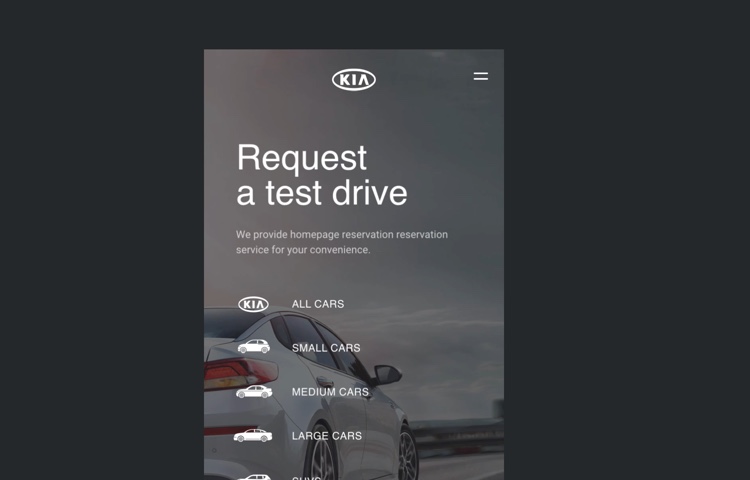 KIA
Request
a test drive
We provide homepage reservation reservation
service for your convenience.
KIA ALL CARS
SMALL CARS
MEDIUM CARS
LARGE CARS